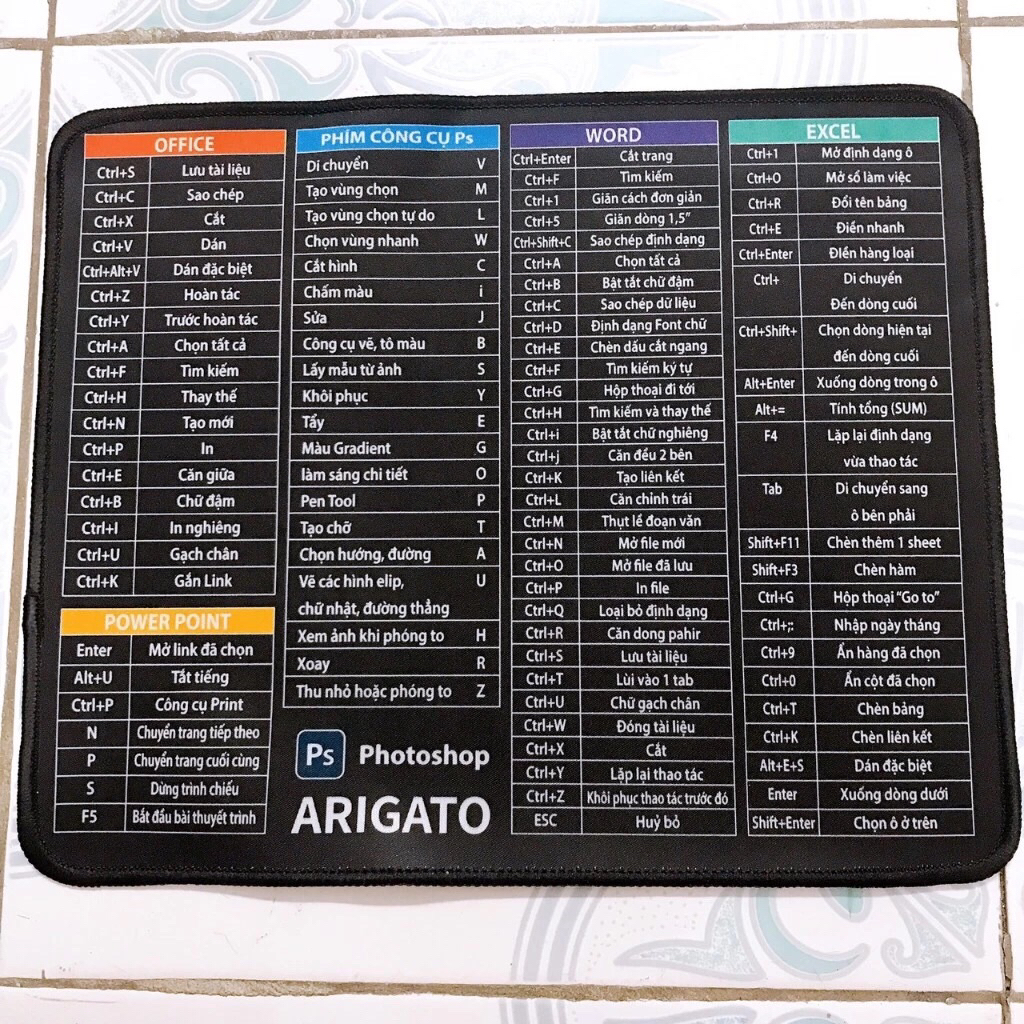 OFFICE
Ctrl+S Lưu tài liệu
Ctrl+C Sao chép
Ctrl+X Cắt
Ctrl+V Dán
Ctrl+Alt+V Dán đặc biệt
Ctrl+Z Hoàn tác
Ctrl+Y Trước hoàn tác
Ctrl+A Chọn tất cả
Ctrl+F Tìm kiếm
Ctrl+H Thay thế
Ctrl+N Tạo mới
Ctrl+P In
Ctrl+E Căn giữa
Ctrl+B Chữ đậm
Ctrl+I In nghiêng
Ctrl+U Gạch chân
Ctrl+K Gắn Link
POWER POINT
Enter Mở link đã chọn
Alt+U Tắt tiếng
Ctrl+P Công cụ Print
N Chuyển trang tiếp theo
P Chuyển trang cuối cùng
S Dừng trình chiếu
F5 Bắt đầu bài thuyết trình
PHÍM CÔNG CỤ Ps
Di chuyển V
Tạo vùng chọn M
Tạo vùng chọn tự do L
Chọn vùng nhanh W
Cắt hình C
Chấm màu i
Sửa J
Công cụ vẽ, tô màu B
Lấy mẫu từ ảnh S
Khôi phục Y
Tẩy E
Màu Gradient G
làm sáng chi tiết O
Pen Tool P
Tạo chữ T
Chọn hướng, đường A
Vẽ các hình elip, U
chữ nhật, đường thẳng
Xem ảnh khi phóng to H
Xoay R
Thu nhỏ hoặc phóng to Z
Ps Photoshop
ARIGATO
WORD
Ctrl+Enter Cắt trang
Ctrl+F Tìm kiếm
Ctrl+1 Giãn cách đơn giản
Ctrl+5 Giãn dòng 1,5"
Ctrl+Shift+C Sao chép định dạng
Ctrl+A Chọn tất cả
Ctrl+B Bật tắt chữ đậm
Ctrl+C Sao chép dữ liệu
Ctrl+D Định dạng Font chữ
Ctrl+E Chèn dấu cắt ngang
Ctrl+F Tìm kiếm ký tự
Ctrl+G Hộp thoại đi tới
Ctrl+H Tìm kiếm và thay thế
Ctrl+i Bật tắt chữ nghiêng
Ctrl+j Căn đều 2 bên
Ctrl+K Tạo liên kết
Ctrl+L Căn chỉnh trái
Ctrl+M Thụt lề đoạn văn
Ctrl+N Mở file mới
Ctrl+O Mở file đã lưu
Ctrl+P In file
Ctrl+Q Loại bỏ định dạng
Ctrl+R Căn dong pahir
Ctrl+S Lưu tài liệu
Ctrl+T Lùi vào 1 tab
Ctrl+U Chữ gạch chân
Ctrl+W Đóng tài liệu
Ctrl+X Cắt
Ctrl+Y Lặp lại thao tác
Ctrl+Z Khôi phục thao tác trước đó
ESC Huỷ bỏ
EXCEL
Ctrl+1 Mở định dạng ô
Ctrl+O Mở sổ làm việc
Ctrl+R Đổi tên bảng
Ctrl+E Điền nhanh
Ctrl+Enter Điền hàng loại
Ctrl+ Di chuyển
Đến dòng cuối
Ctrl+Shift+ Chọn dòng hiện tại
đến dòng cuối
Alt+Enter Xuống dòng trong ô
Alt+= Tính tổng (SUM)
F4 Lặp lại định dạng
vừa thao tác
Tab Di chuyển sang
ô bên phải
Shift+F11 Chèn thêm 1 sheet
Shift+F3 Chèn hàm
Ctrl+G Hộp thoại "Go to"
Ctrl+;: Nhập ngày tháng
Ctrl+9 Ẩn hàng đã chọn
Ctrl+0 Ẩn cột đã chọn
Ctrl+T Chèn bảng
Ctrl+K Chèn liên kết
Alt+E+S Dán đặc biệt
Enter Xuống dòng dưới
Shift+Enter Chọn ô ở trên